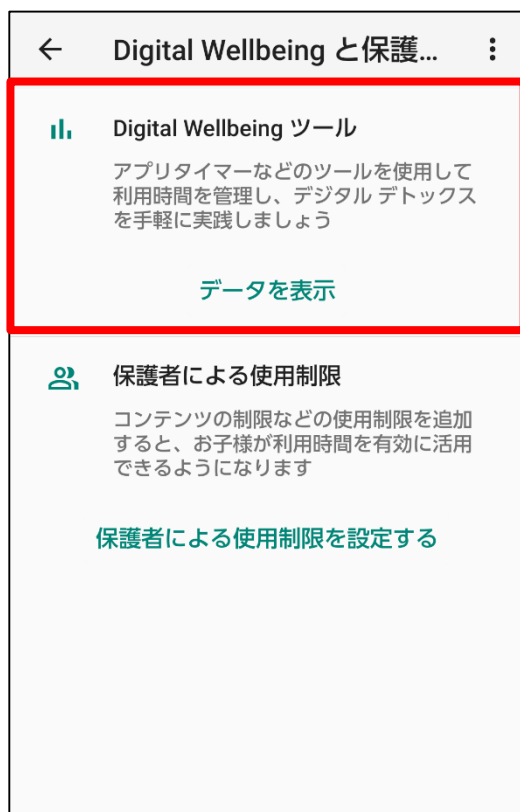 Digital Wellbeing と保護...
Digital Wellbeing ツール
アプリタイマーなどのツールを使用して
利用時間を管理し、デジタル デトックス
を手軽に実践しましょう
データを表示
保護者による使用制限
コンテンツの制限などの使用制限を追加
すると、お子様が利用時間を有効に活用
できるようになります
保護者による使用制限を設定する